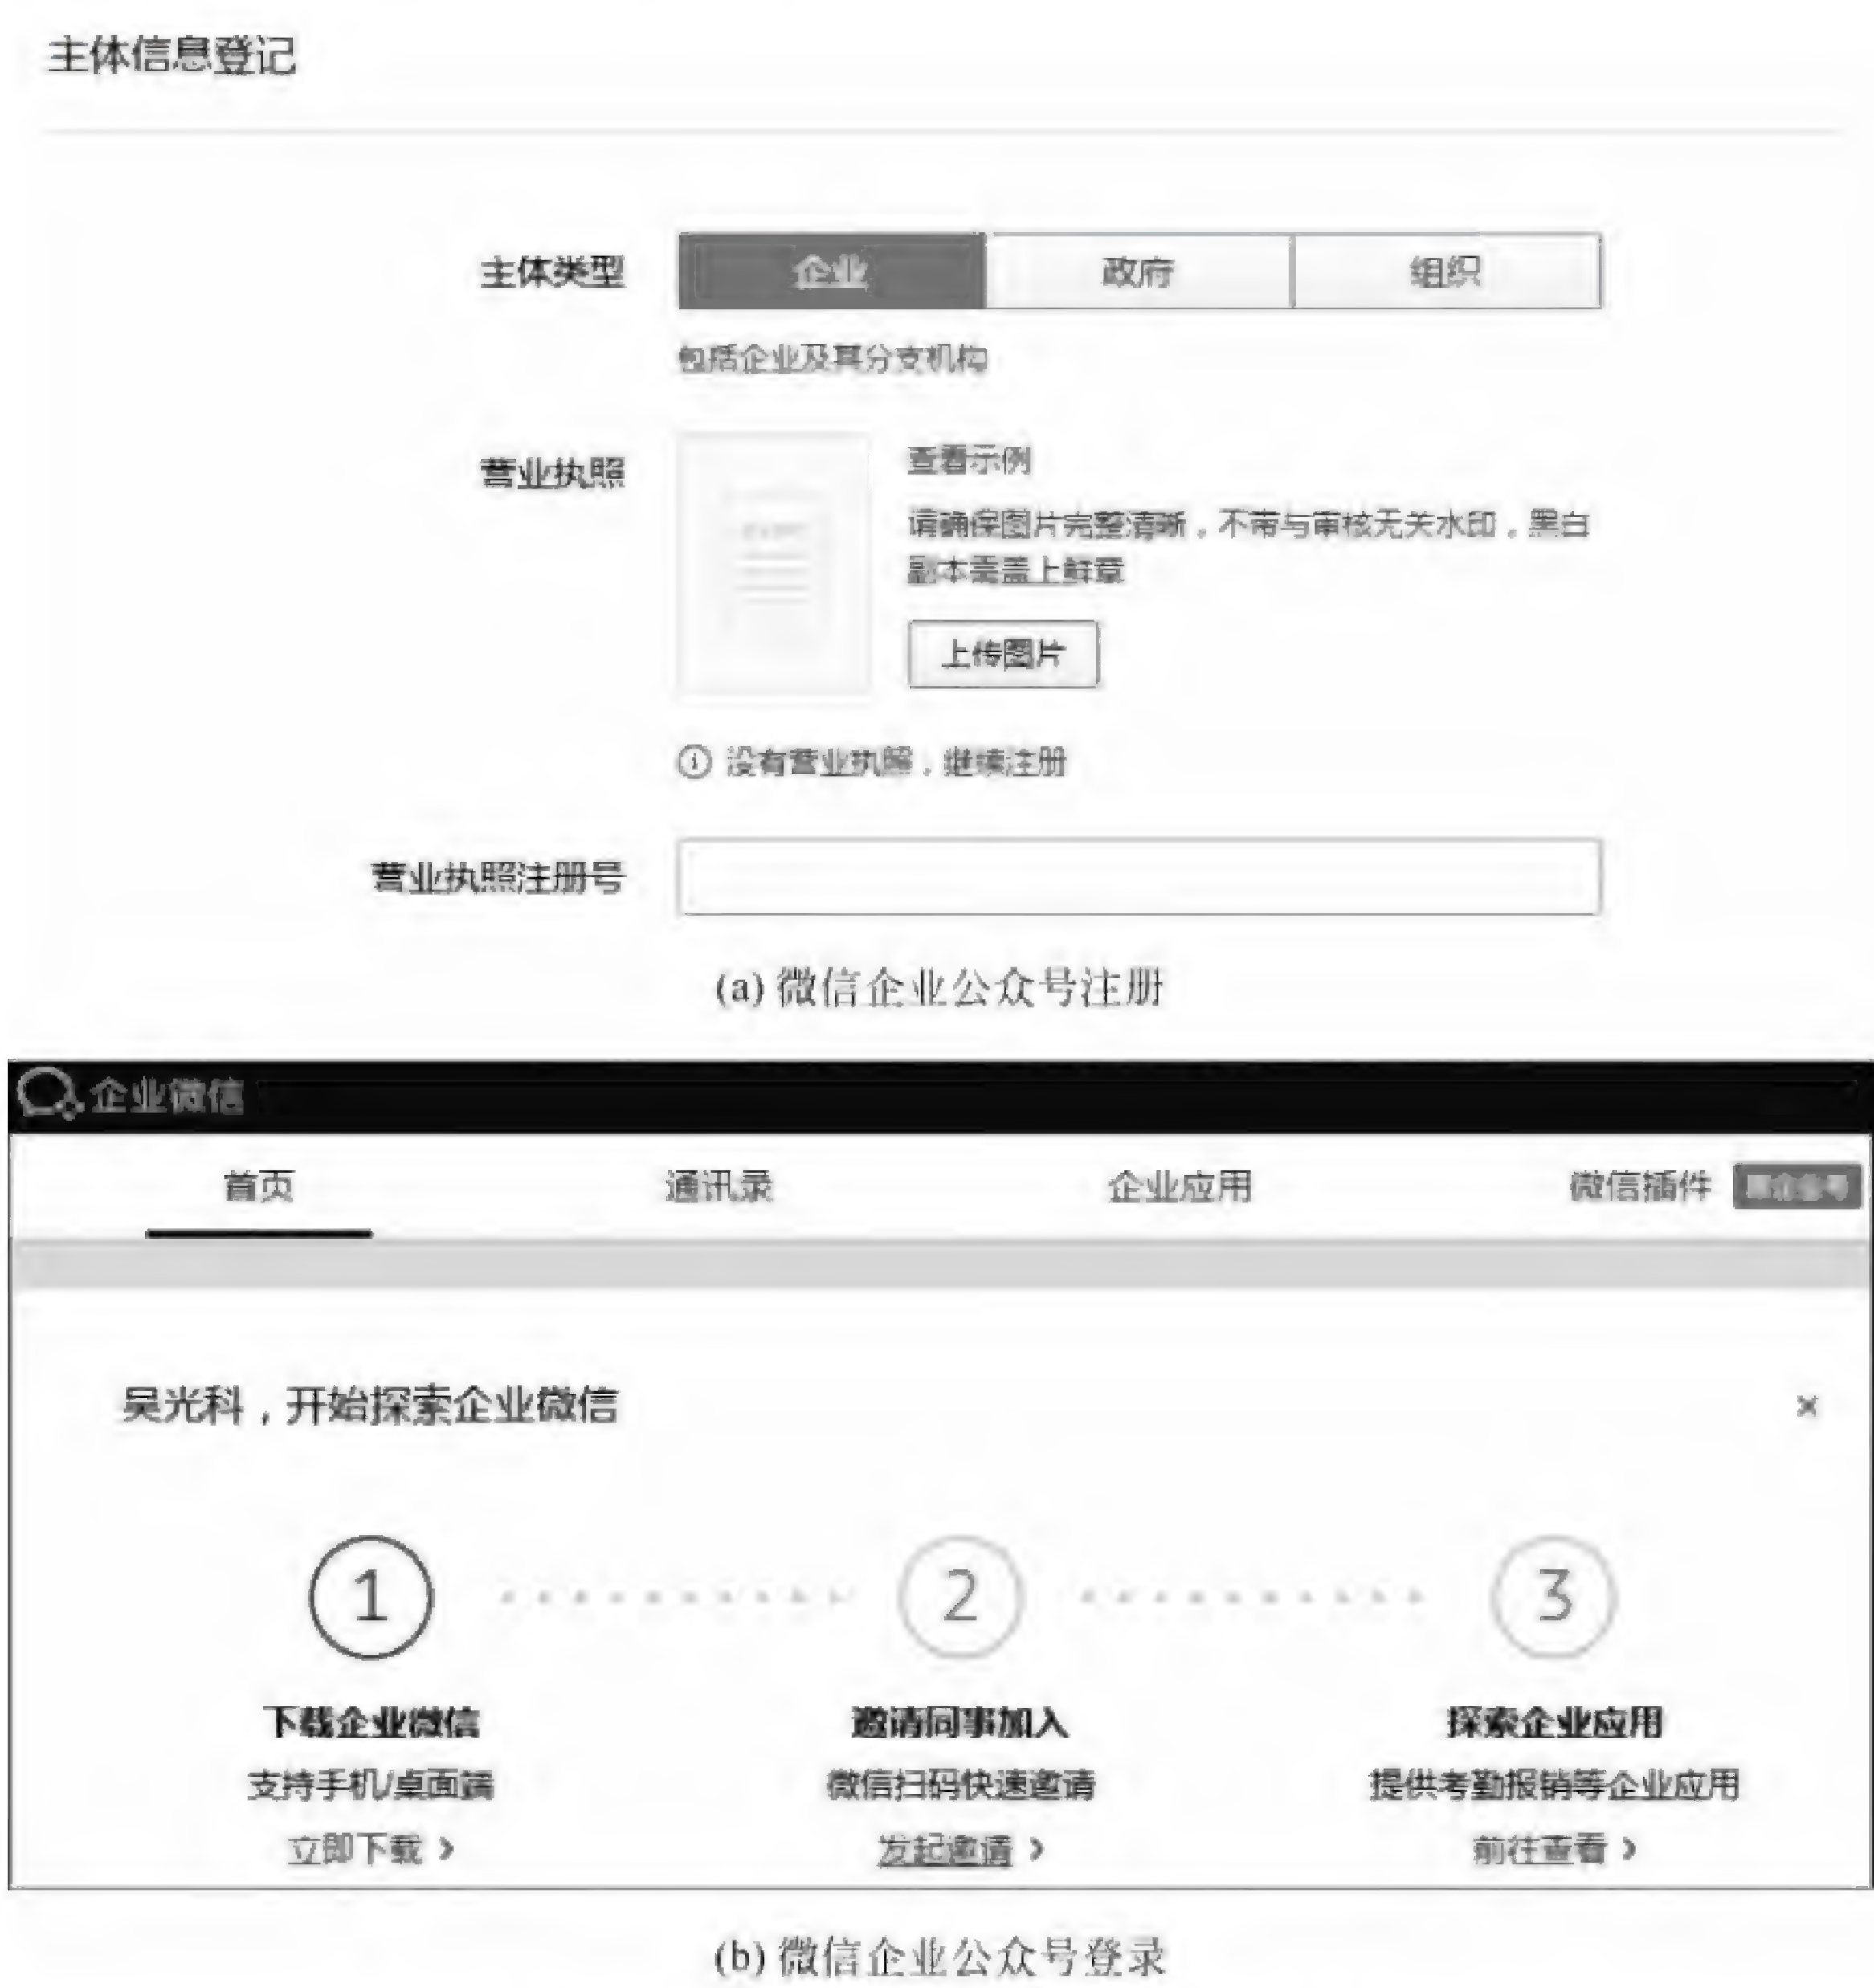 主体信息登记
主体类型 企业 政府 组织
包括企业及其分支机构
营业执照
查看示例
请确保图片完整清晰，不带与审核无关水印，黑白
副本需盖上鲜章
上传图片
没有营业执照，继续注册
营业执照注册号
(a) 微信企业公众号注册
企业微信
首页 通讯录 企业应用 微信插件
吴光科，开始探索企业微信 ×
1 2 3
下载企业微信 邀请同事加入 探索企业应用
支持手机/桌面端 微信扫码快速邀请 提供考勤报销等企业应用
立即下载 > 发起邀请 > 前往查看 >
(b) 微信企业公众号登录